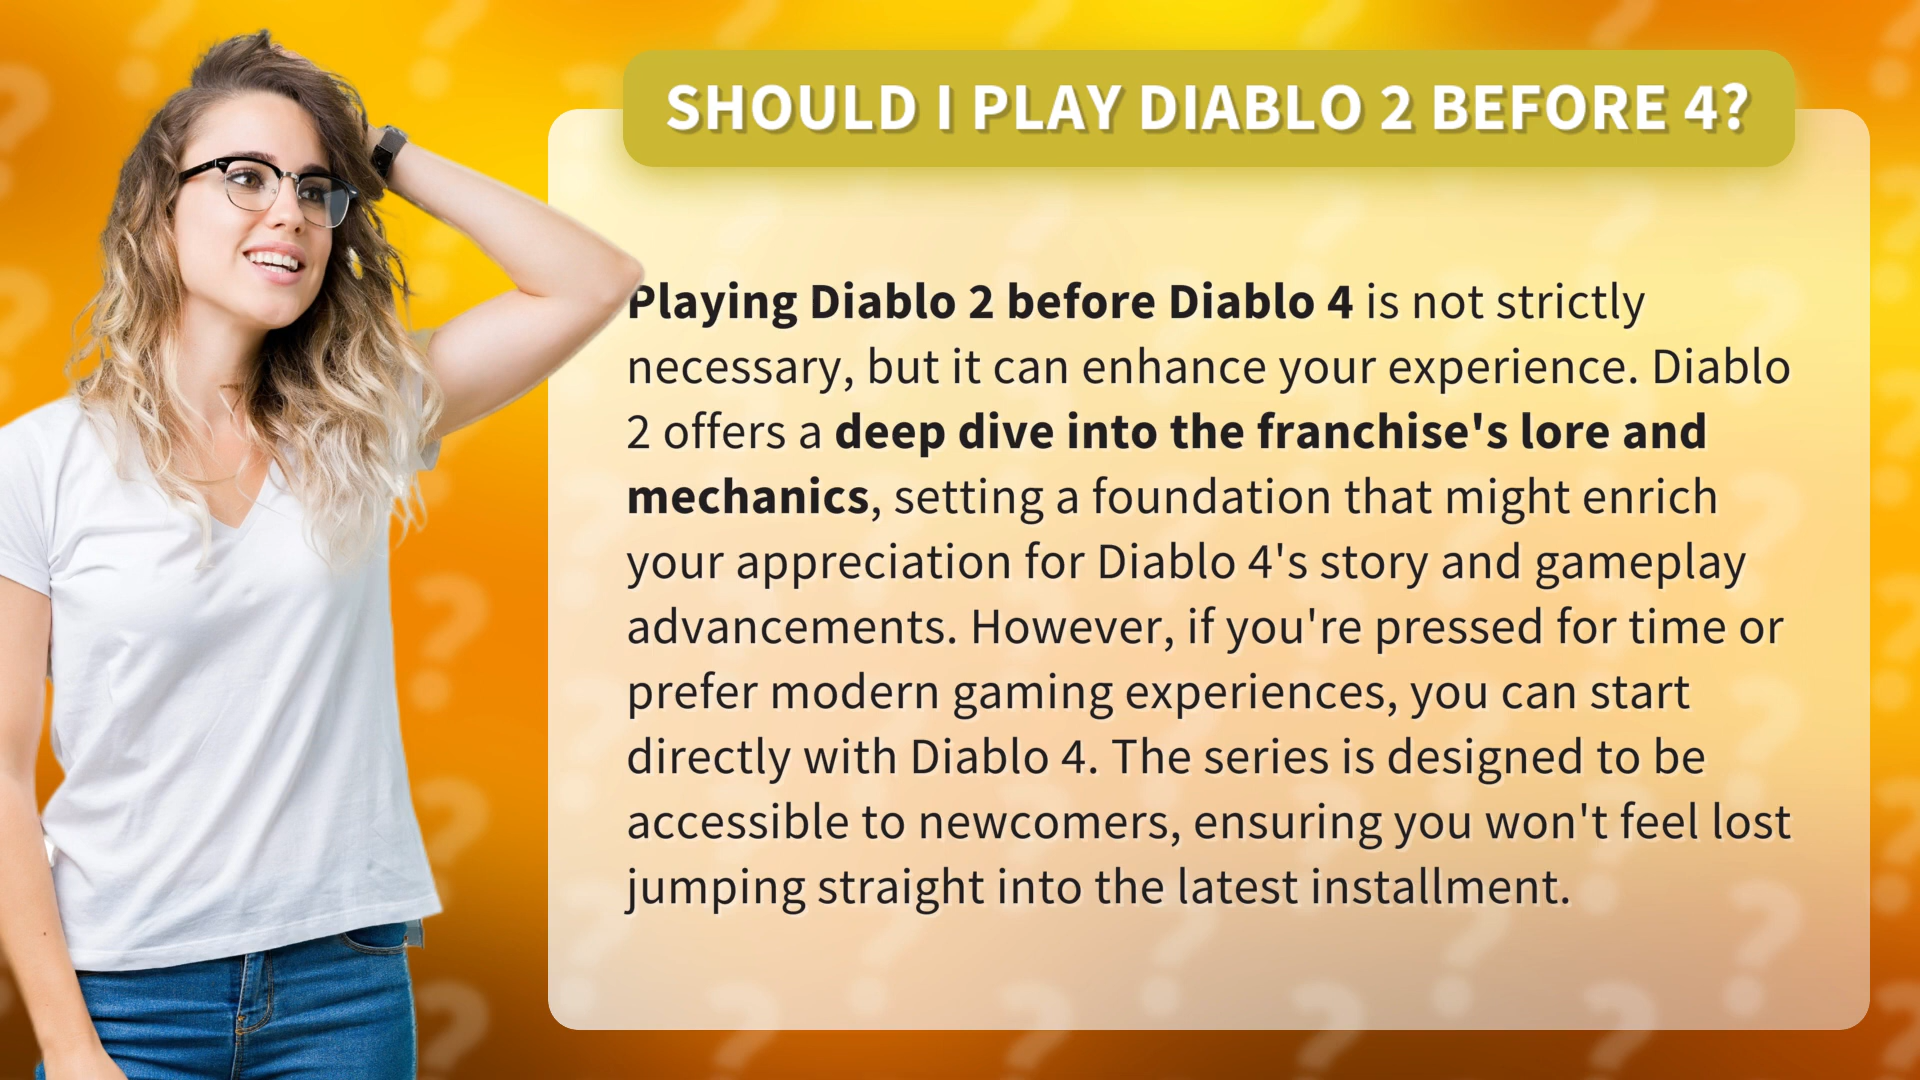 SHOULD I PLAY DIABLO 2 BEFORE 4?
Playing Diablo 2 before Diablo 4 is not strictly
necessary, but it can enhance your experience. Diablo
2 offers a deep dive into the franchise's lore and
mechanics, setting a foundation that might enrich
your appreciation for Diablo 4's story and gameplay
advancements. However, if you're pressed for time or
prefer modern gaming experiences, you can start
directly with Diablo 4. The series is designed to be
accessible to newcomers, ensuring you won't feel lost
jumping straight into the latest installment.